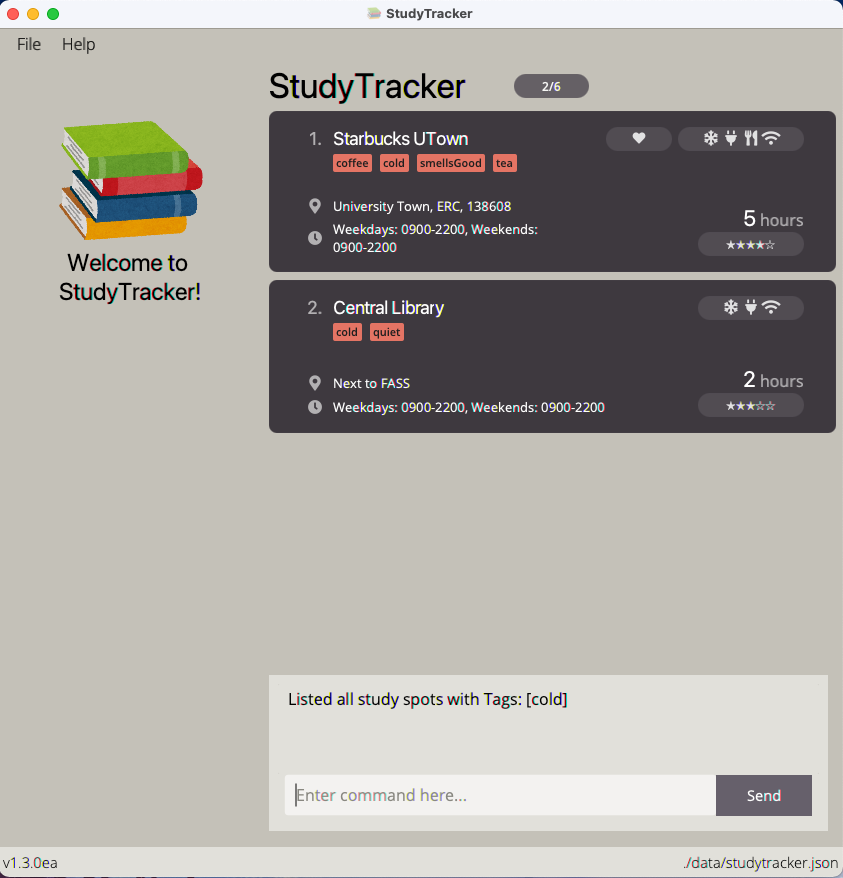 StudyTracker
File Help
StudyTracker
2/6
Welcome to
StudyTracker!
1. Starbucks UTown
coffee cold smellsGood tea
University Town, ERC, 138608
Weekdays: 0900-2200, Weekends:
0900-2200
5 hours
★★★★☆
2. Central Library
cold quiet
Next to FASS
Weekdays: 0900-2200, Weekends: 0900-2200
2 hours
★★★☆☆
Listed all study spots with Tags: [cold]
Enter command here...
Send
v1.3.0ea
./data/studytracker.json